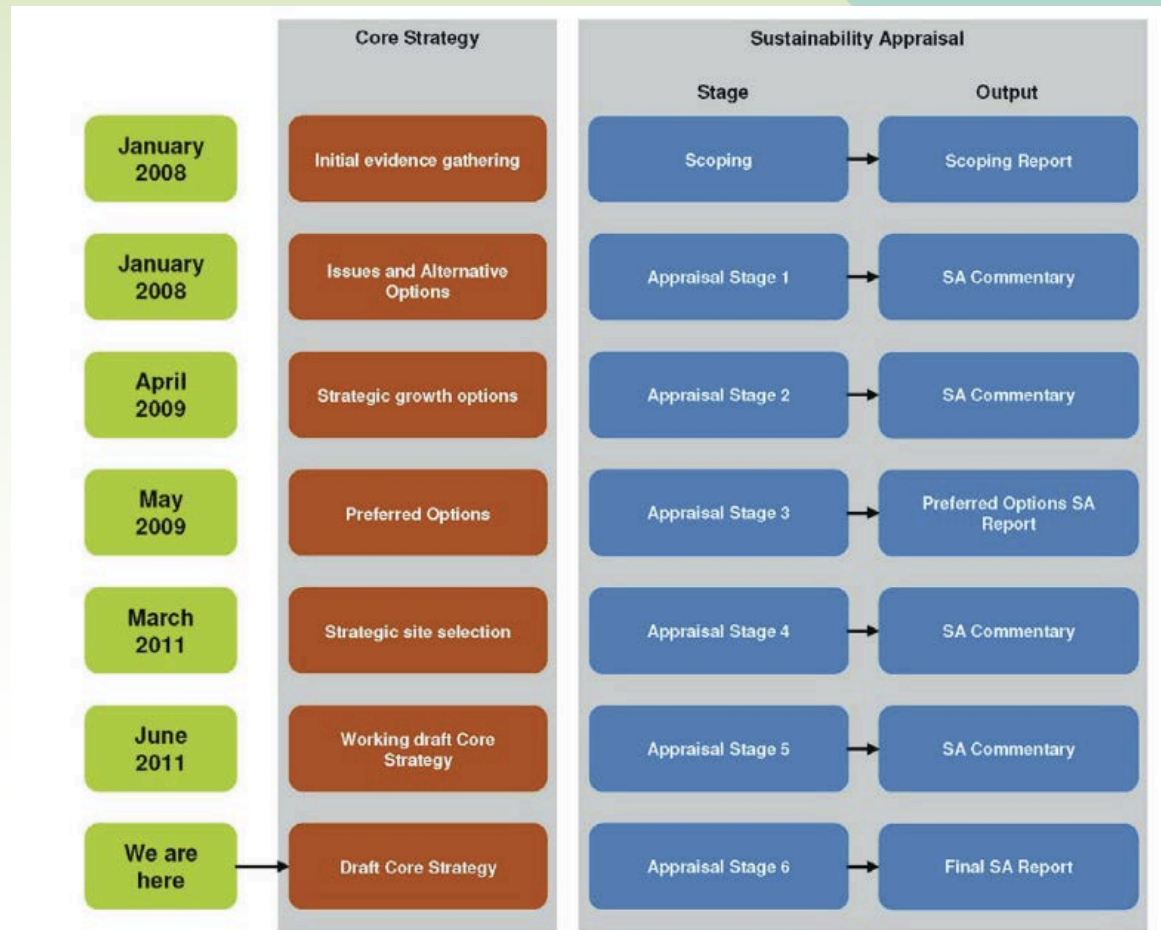 Core Strategy
Sustainability Appraisal
Stage
Output
January
2008
Initial evidence gathering
Scoping
Scoping Report
January
2008
Issues and Alternative
Options
Appraisal Stage 1
SA Commentary
April
2009
Strategic growth options
Appraisal Stage 2
SA Commentary
May
2009
Preferred Options
Appraisal Stage 3
Preferred Options SA
Report
March
2011
Strategic site selection
Appraisal Stage 4
SA Commentary
June
2011
Working draft Core
Strategy
Appraisal Stage 5
SA Commentary
We are
here
Draft Core Strategy
Appraisal Stage 6
Final SA Report